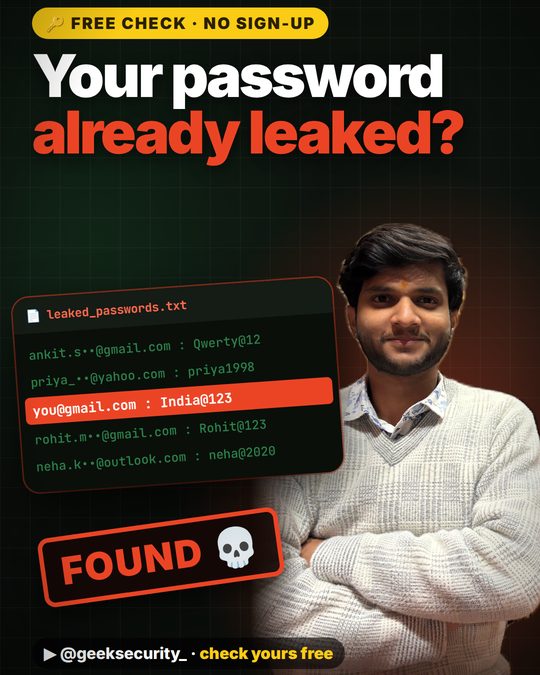 🔑 FREE CHECK · NO SIGN-UP
Your password
already leaked?
📄 leaked_passwords.txt
ankit.s••@gmail.com : Qwerty@12
priya_••@yahoo.com : priya1998
you@gmail.com : India@123
rohit.m••@gmail.com : Rohit@123
neha.k••@outlook.com : neha@2020
FOUND 💀
▶ @geeksecurity_ · check yours free